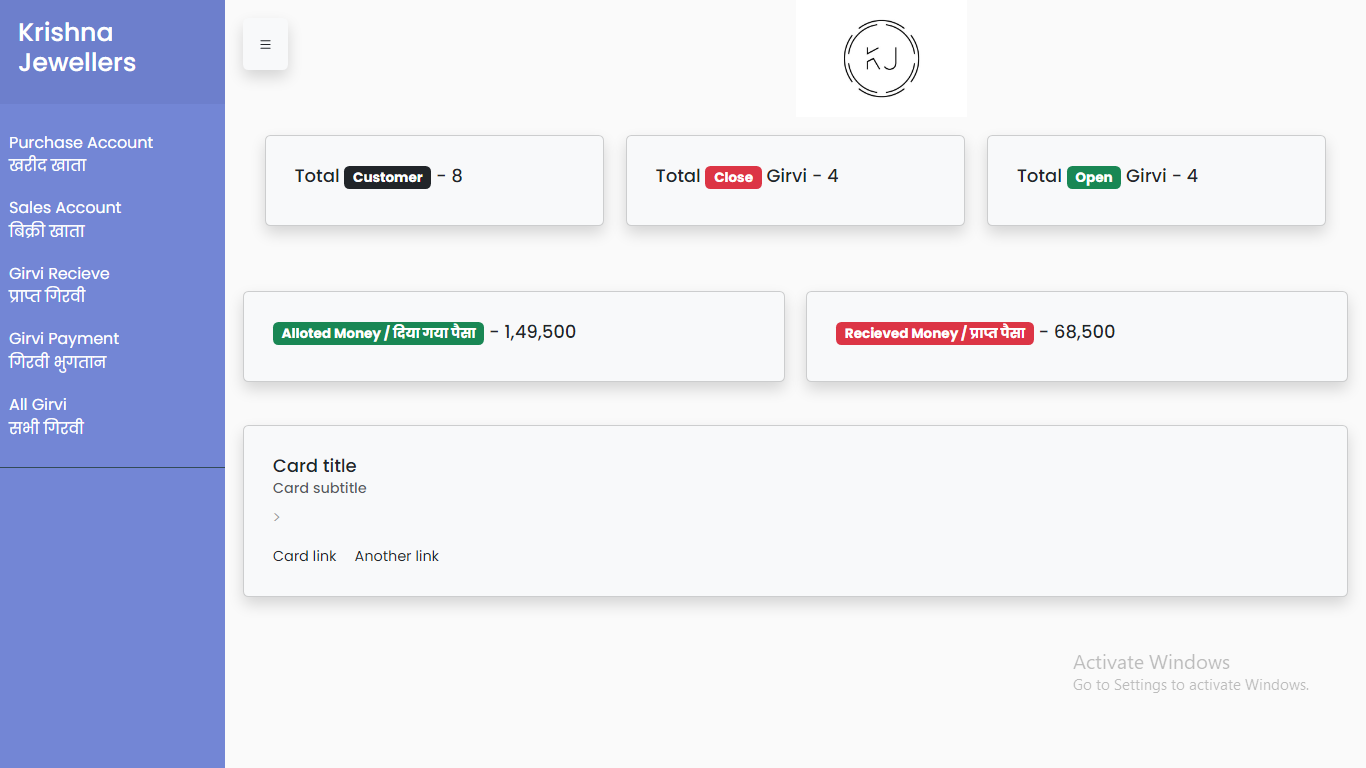 Krishna
Jewellers
Purchase Account
खरीद खाता
Sales Account
बिक्री खाता
Girvi Recieve
प्राप्त गिरवी
Girvi Payment
गिरवी भुगतान
All Girvi
सभी गिरवी
KJ
Total Customer - 8
Total Close Girvi - 4
Total Open Girvi - 4
Alloted Money / दिया गया पैसा - 1,49,500
Recieved Money / प्राप्त पैसा - 68,500
Card title
Card subtitle
>
Card link Another link
Activate Windows
Go to Settings to activate Windows.